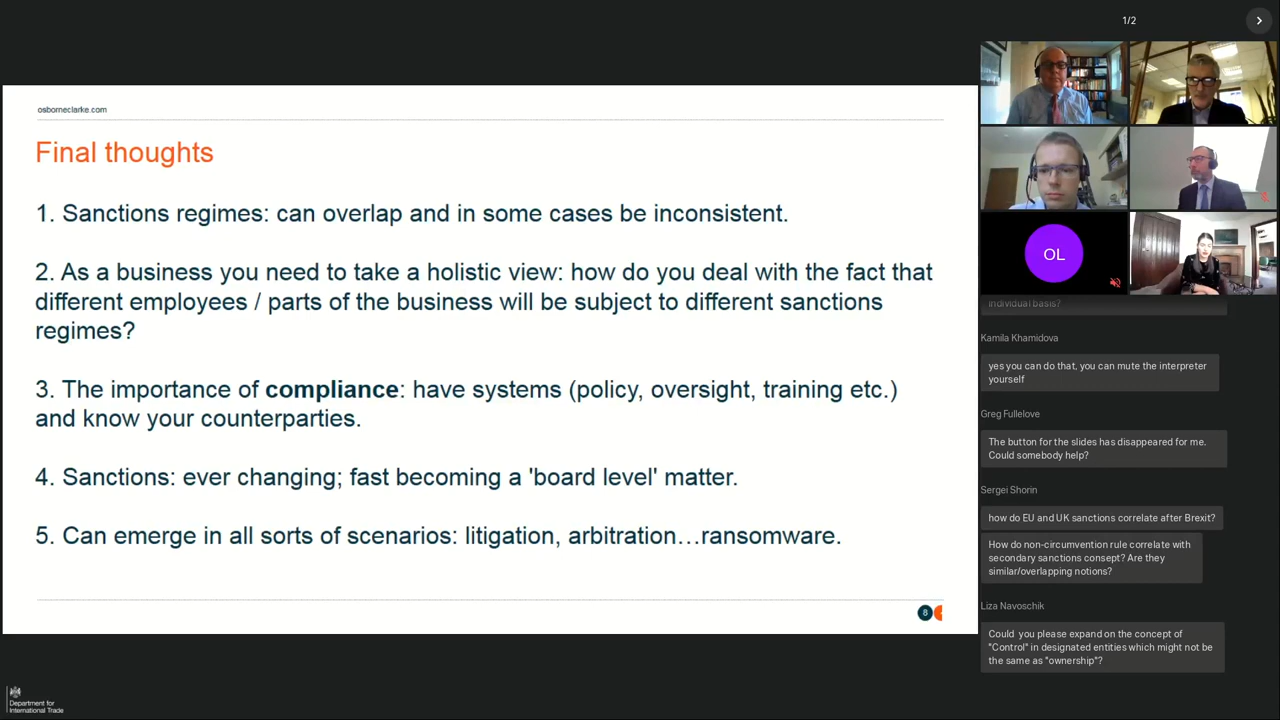 1/2
osborneclarke.com
Final thoughts
1. Sanctions regimes: can overlap and in some cases be inconsistent.
2. As a business you need to take a holistic view: how do you deal with the fact that
different employees / parts of the business will be subject to different sanctions
regimes?
3. The importance of compliance: have systems (policy, oversight, training etc.)
and know your counterparties.
4. Sanctions: ever changing; fast becoming a 'board level' matter.
5. Can emerge in all sorts of scenarios: litigation, arbitration…ransomware.
8
OL
individual basis?
Kamila Khamidova
yes you can do that, you can mute the interpreter
yourself
Greg Fullelove
The button for the slides has disappeared for me.
Could somebody help?
Sergei Shorin
how do EU and UK sanctions correlate after Brexit?
How do non-circumvention rule correlate with
secondary sanctions consept? Are they
similar/overlapping notions?
Liza Navoschik
Could you please expand on the concept of
"Control" in designated entities which might not be
the same as "ownership"?
Department for
International Trade